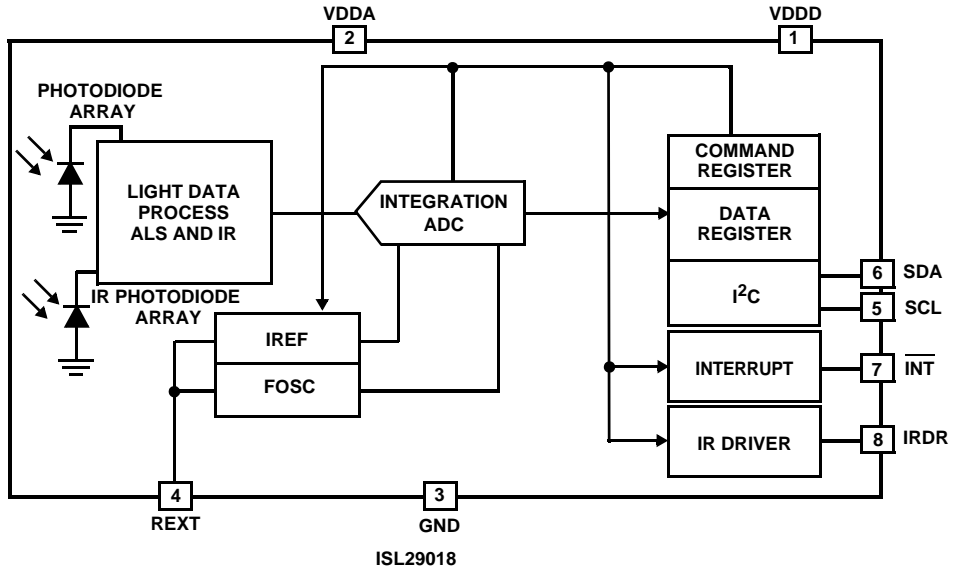 VDDA
VDDD
2
1
PHOTODIODE
ARRAY
COMMAND
REGISTER
LIGHT DATA
PROCESS
ALS AND IR
INTEGRATION
ADC
DATA
REGISTER
I²C
6 SDA
5 SCL
IR PHOTODIODE
ARRAY
IREF
FOSC
INTERRUPT
7 INT
IR DRIVER
8 IRDR
4
3
REXT
GND
ISL29018